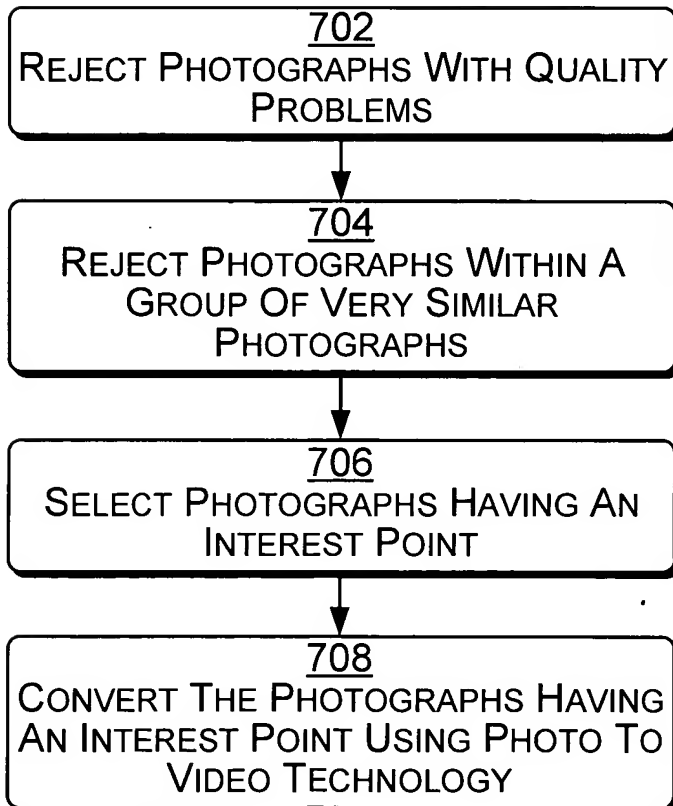 702
REJECT PHOTOGRAPHS WITH QUALITY
PROBLEMS
704
REJECT PHOTOGRAPHS WITHIN A
GROUP OF VERY SIMILAR
PHOTOGRAPHS
706
SELECT PHOTOGRAPHS HAVING AN
INTEREST POINT
708
CONVERT THE PHOTOGRAPHS HAVING
AN INTEREST POINT USING PHOTO TO
VIDEO TECHNOLOGY